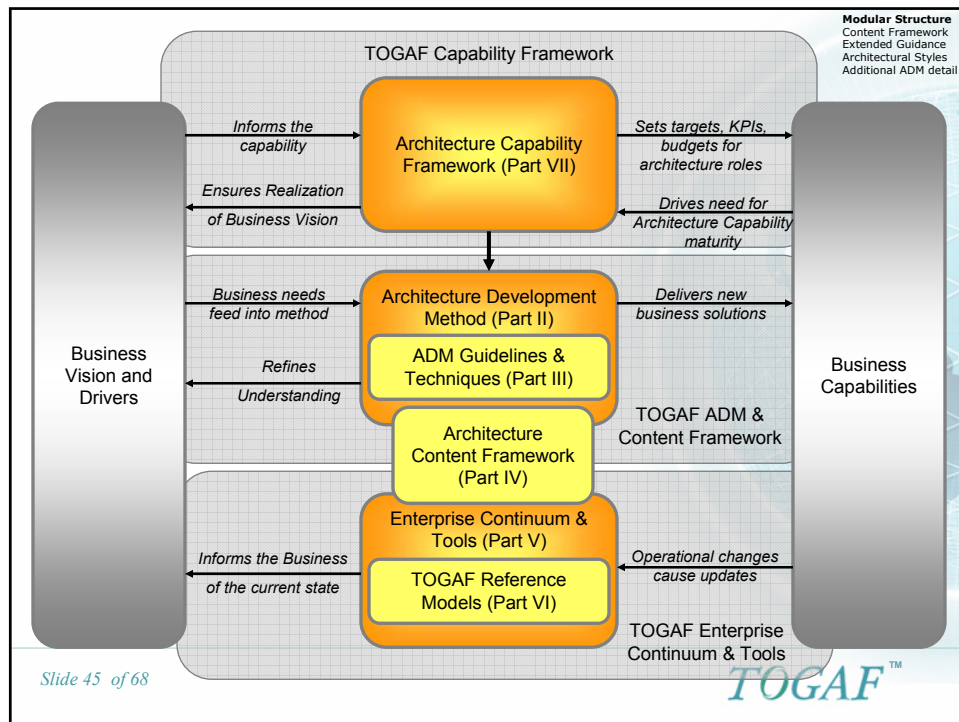 Modular Structure
Content Framework
Extended Guidance
Architectural Styles
Additional ADM detail
TOGAF Capability Framework
Informs the
capability
Architecture Capability
Framework (Part VII)
Sets targets, KPIs,
budgets for
architecture roles
Ensures Realization
of Business Vision
Drives need for
Architecture Capability
maturity
Business needs
feed into method
Architecture Development
Method (Part II)
Delivers new
business solutions
Business
Vision and
Drivers
Refines
Understanding
ADM Guidelines &
Techniques (Part III)
Business
Capabilities
TOGAF ADM &
Content Framework
Architecture
Content Framework
(Part IV)
Enterprise Continuum &
Tools (Part V)
Informs the Business
of the current state
TOGAF Reference
Models (Part VI)
Operational changes
cause updates
TOGAF Enterprise
Continuum & Tools
Slide 45 of 68
TOGAF™